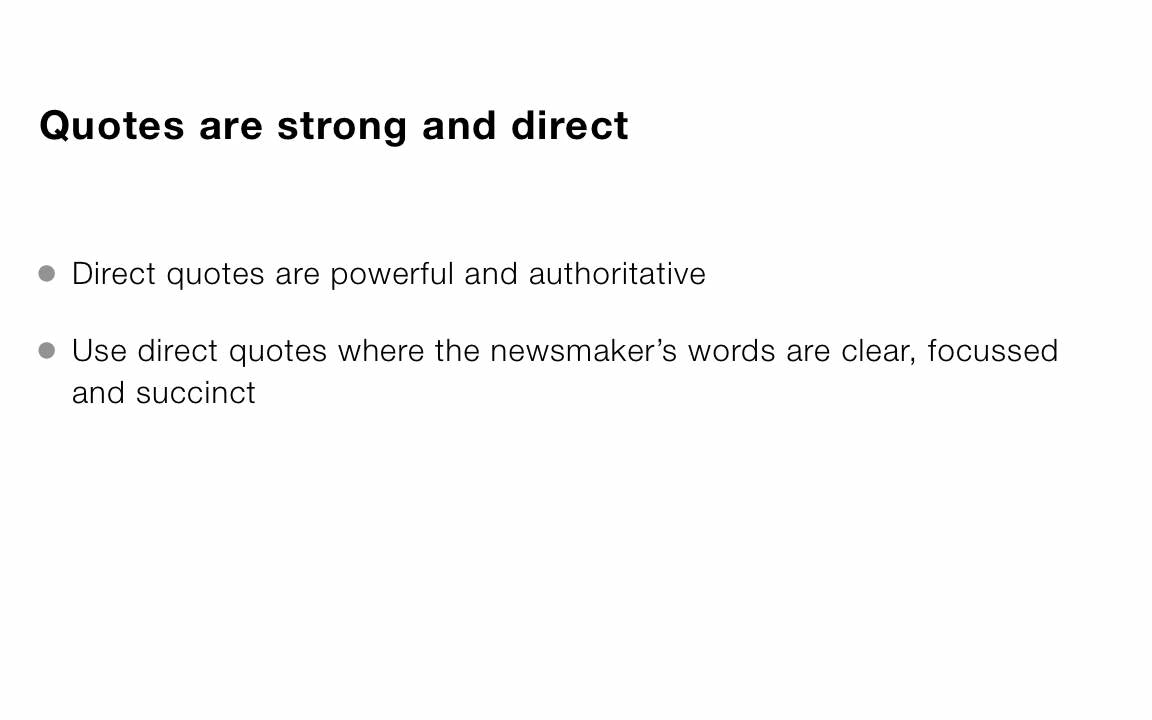 Quotes are strong and direct
Direct quotes are powerful and authoritative
Use direct quotes where the newsmaker’s words are clear, focussed
and succinct